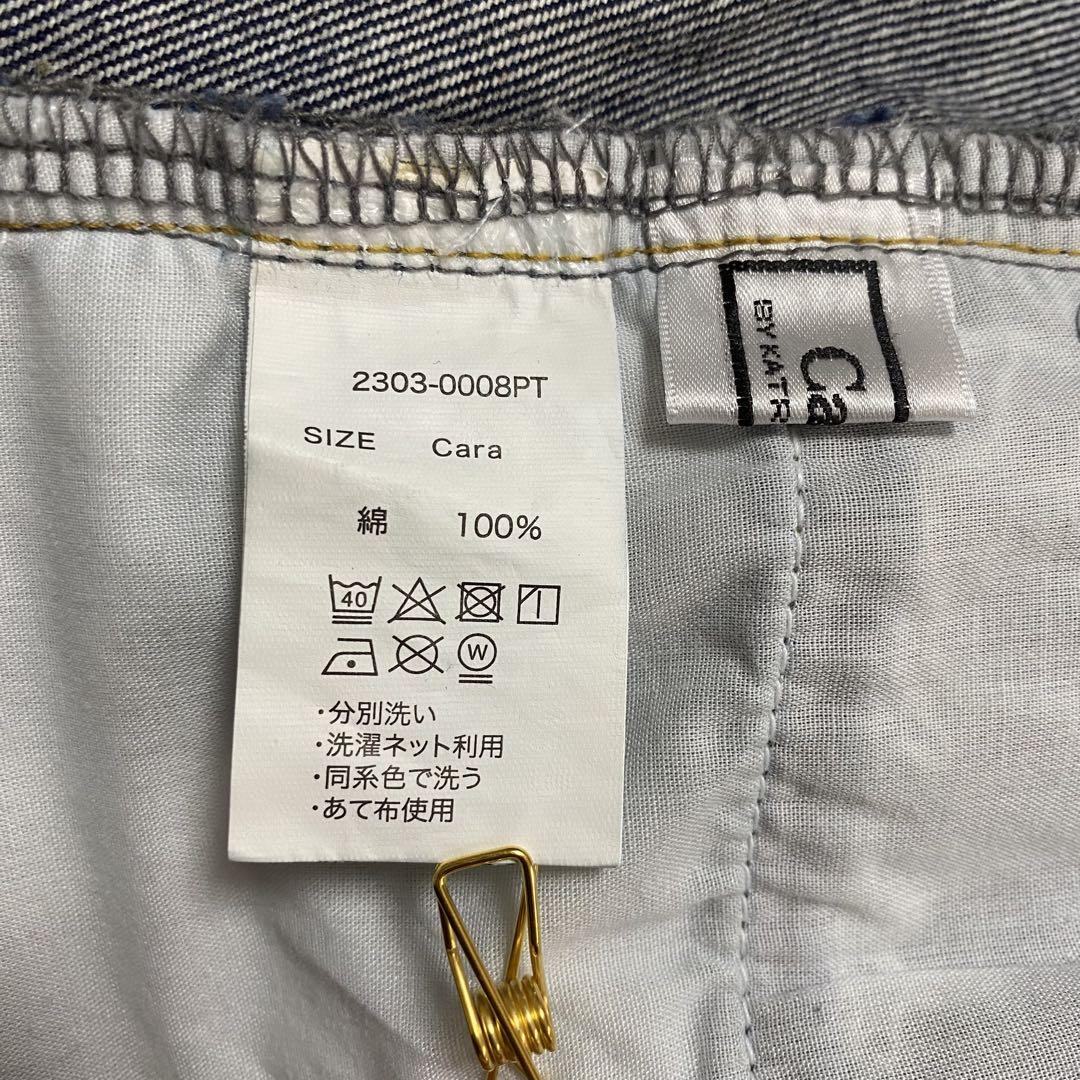 2303-0008PT
SIZE Cara
綿 100%
40
W
・分別洗い
・洗濯ネット利用
・同系色で洗う
・あて布使用
Ca
BY KATR